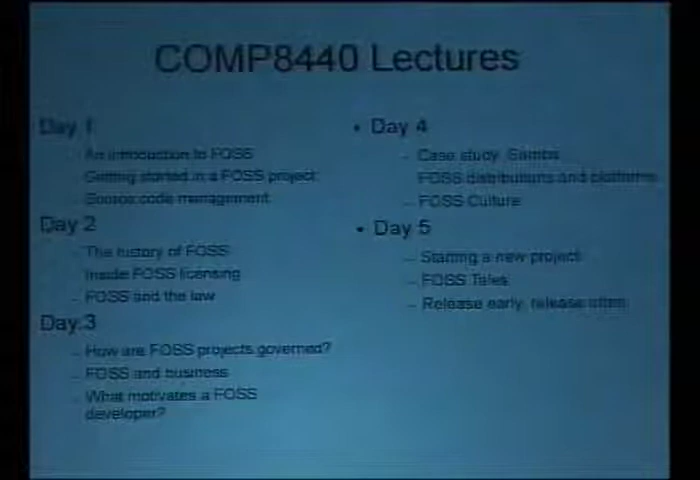 COMP8440 Lectures
Day 1
– An introduction to FOSS
– Getting started in a FOSS project
– Source code management
Day 2
– The history of FOSS
– Inside FOSS licensing
– FOSS and the law
Day 3
– How are FOSS projects governed?
– FOSS and business
– What motivates a FOSS
developer?
• Day 4
– Case study: Samba
– FOSS distributions and platforms
– FOSS Culture
• Day 5
– Starting a new project
– FOSS Tales
– Release early, release often